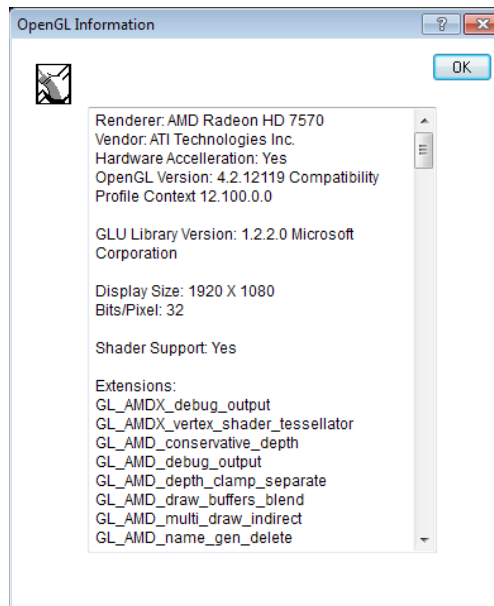 OpenGL Information
OK
Renderer: AMD Radeon HD 7570
Vendor: ATI Technologies Inc.
Hardware Accelleration: Yes
OpenGL Version: 4.2.12119 Compatibility
Profile Context 12.100.0.0
GLU Library Version: 1.2.2.0 Microsoft
Corporation
Display Size: 1920 X 1080
Bits/Pixel: 32
Shader Support: Yes
Extensions:
GL_AMDX_debug_output
GL_AMDX_vertex_shader_tessellator
GL_AMD_conservative_depth
GL_AMD_debug_output
GL_AMD_depth_clamp_separate
GL_AMD_draw_buffers_blend
GL_AMD_multi_draw_indirect
GL_AMD_name_gen_delete